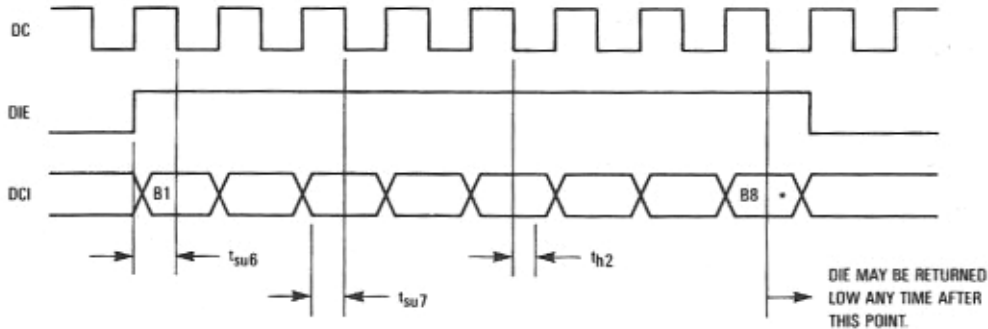 DC
DIE
DCI
B1
B8
*
tsu6
th2
tsu7
DIE MAY BE RETURNED
LOW ANY TIME AFTER
THIS POINT.